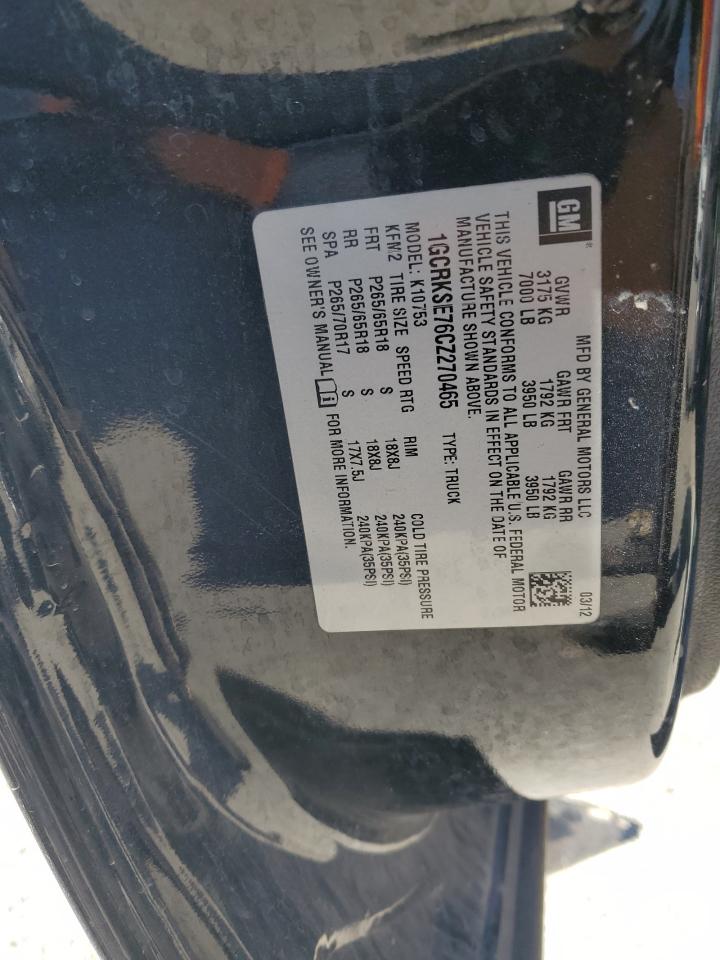 GM ®
MFD BY GENERAL MOTORS LLC 03/12
GVWR GAWR FRT GAWR RR
3175 KG 1792 KG 1792 KG
7000 LB 3950 LB 3950 LB
THIS VEHICLE CONFORMS TO ALL APPLICABLE U.S. FEDERAL MOTOR
VEHICLE SAFETY STANDARDS IN EFFECT ON THE DATE OF
MANUFACTURE SHOWN ABOVE.
1GCRKSE76CZ270465 TYPE: TRUCK
MODEL: K10753
KFM2 TIRE SIZE SPEED RTG RIM COLD TIRE PRESSURE
FRT P265/65R18 S 18X8J 240KPA(35PSI)
RR P265/65R18 S 18X8J 240KPA(35PSI)
SPA P265/70R17 S 17X7.5J 240KPA(35PSI)
SEE OWNER'S MANUAL i FOR MORE INFORMATION.